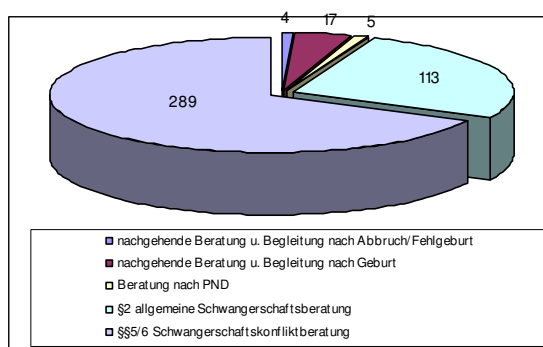 4 17 5
113
289
nachgehende Beratung u. Begleitung nach Abbruch/Fehlgeburt
nachgehende Beratung u. Begleitung nach Geburt
Beratung nach PND
§2 allgemeine Schwangerschaftsberatung
§§5/6 Schwangerschaftskonfliktberatung